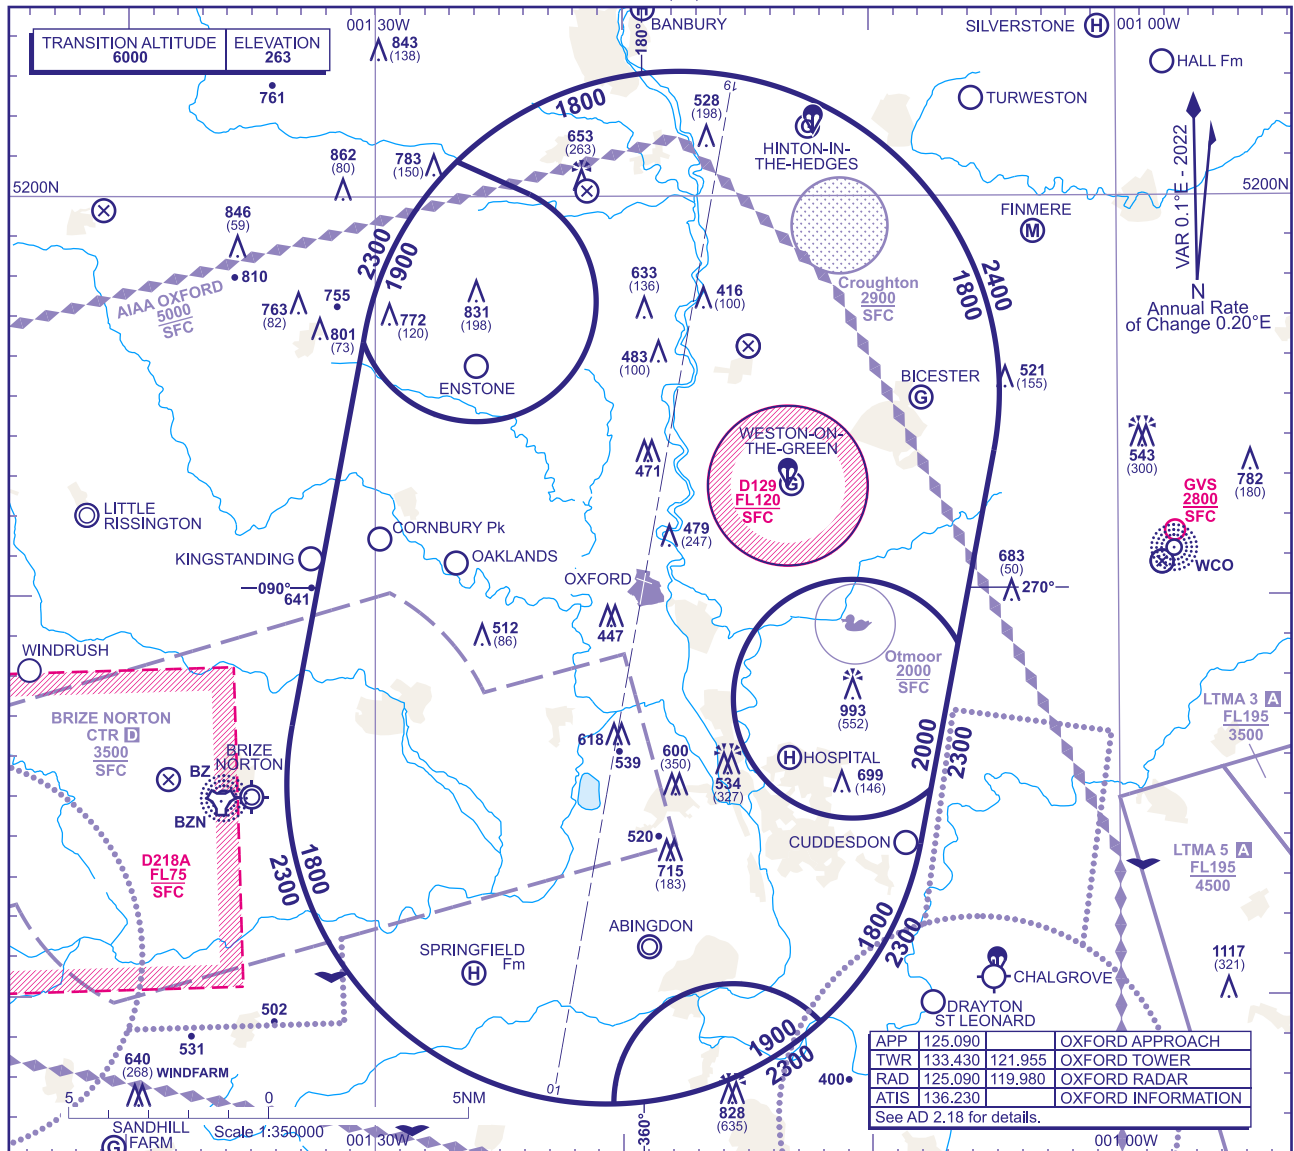 BANBURY
180°
001 30W
SILVERSTONE H
001 00W
TRANSITION ALTITUDE
6000
ELEVATION
263
843
(138)
761
HALL Fm
TURWESTON
1800
528
(198)
19
HINTON-IN-
THE-HEDGES
653
(263)
862
(80)
783
(150)
5200N
5200N
VAR 0.1°E - 2022
N
Annual Rate
of Change 0.20°E
FINMERE
M
846
(59)
810
2300
1900
AIAA OXFORD
5000
SFC
763
(82)
755
801
(73)
772
(120)
831
(198)
ENSTONE
633
(136)
416
(100)
483
(100)
Croughton
2900
SFC
2400
1800
BICESTER
G
521
(155)
543
(300)
782
(180)
GVS
2800
SFC
WCO
471
WESTON-ON-
THE-GREEN
G
D129
FL120
SFC
479
(247)
LITTLE
RISSINGTON
CORNBURY Pk
KINGSTANDING
OAKLANDS
OXFORD
090°
641
683
(50)
270°
512
(86)
447
WINDRUSH
Otmoor
2000
SFC
993
(552)
BRIZE NORTON
CTR D
3500
SFC
BRIZE
NORTON
BZ
BZN
D218A
FL75
SFC
618
539
600
(350)
534
(327)
H HOSPITAL
699
(146)
2000
2300
LTMA 3 A
FL195
3500
LTMA 5 A
FL195
4500
520
715
(183)
CUDDESDON
1800
2300
1800
2300
ABINGDON
SPRINGFIELD
Fm
H
CHALGROVE
DRAYTON
ST LEONARD
1117
(321)
502
531
640
(268) WINDFARM
1900
2300
400
828
(635)
01
360°
APP 125.090 OXFORD APPROACH
TWR 133.430 121.955 OXFORD TOWER
RAD 125.090 119.980 OXFORD RADAR
ATIS 136.230 OXFORD INFORMATION
See AD 2.18 for details.
5 0 5NM
Scale 1:350000
SANDHILL
FARM
G
001 30W
001 00W